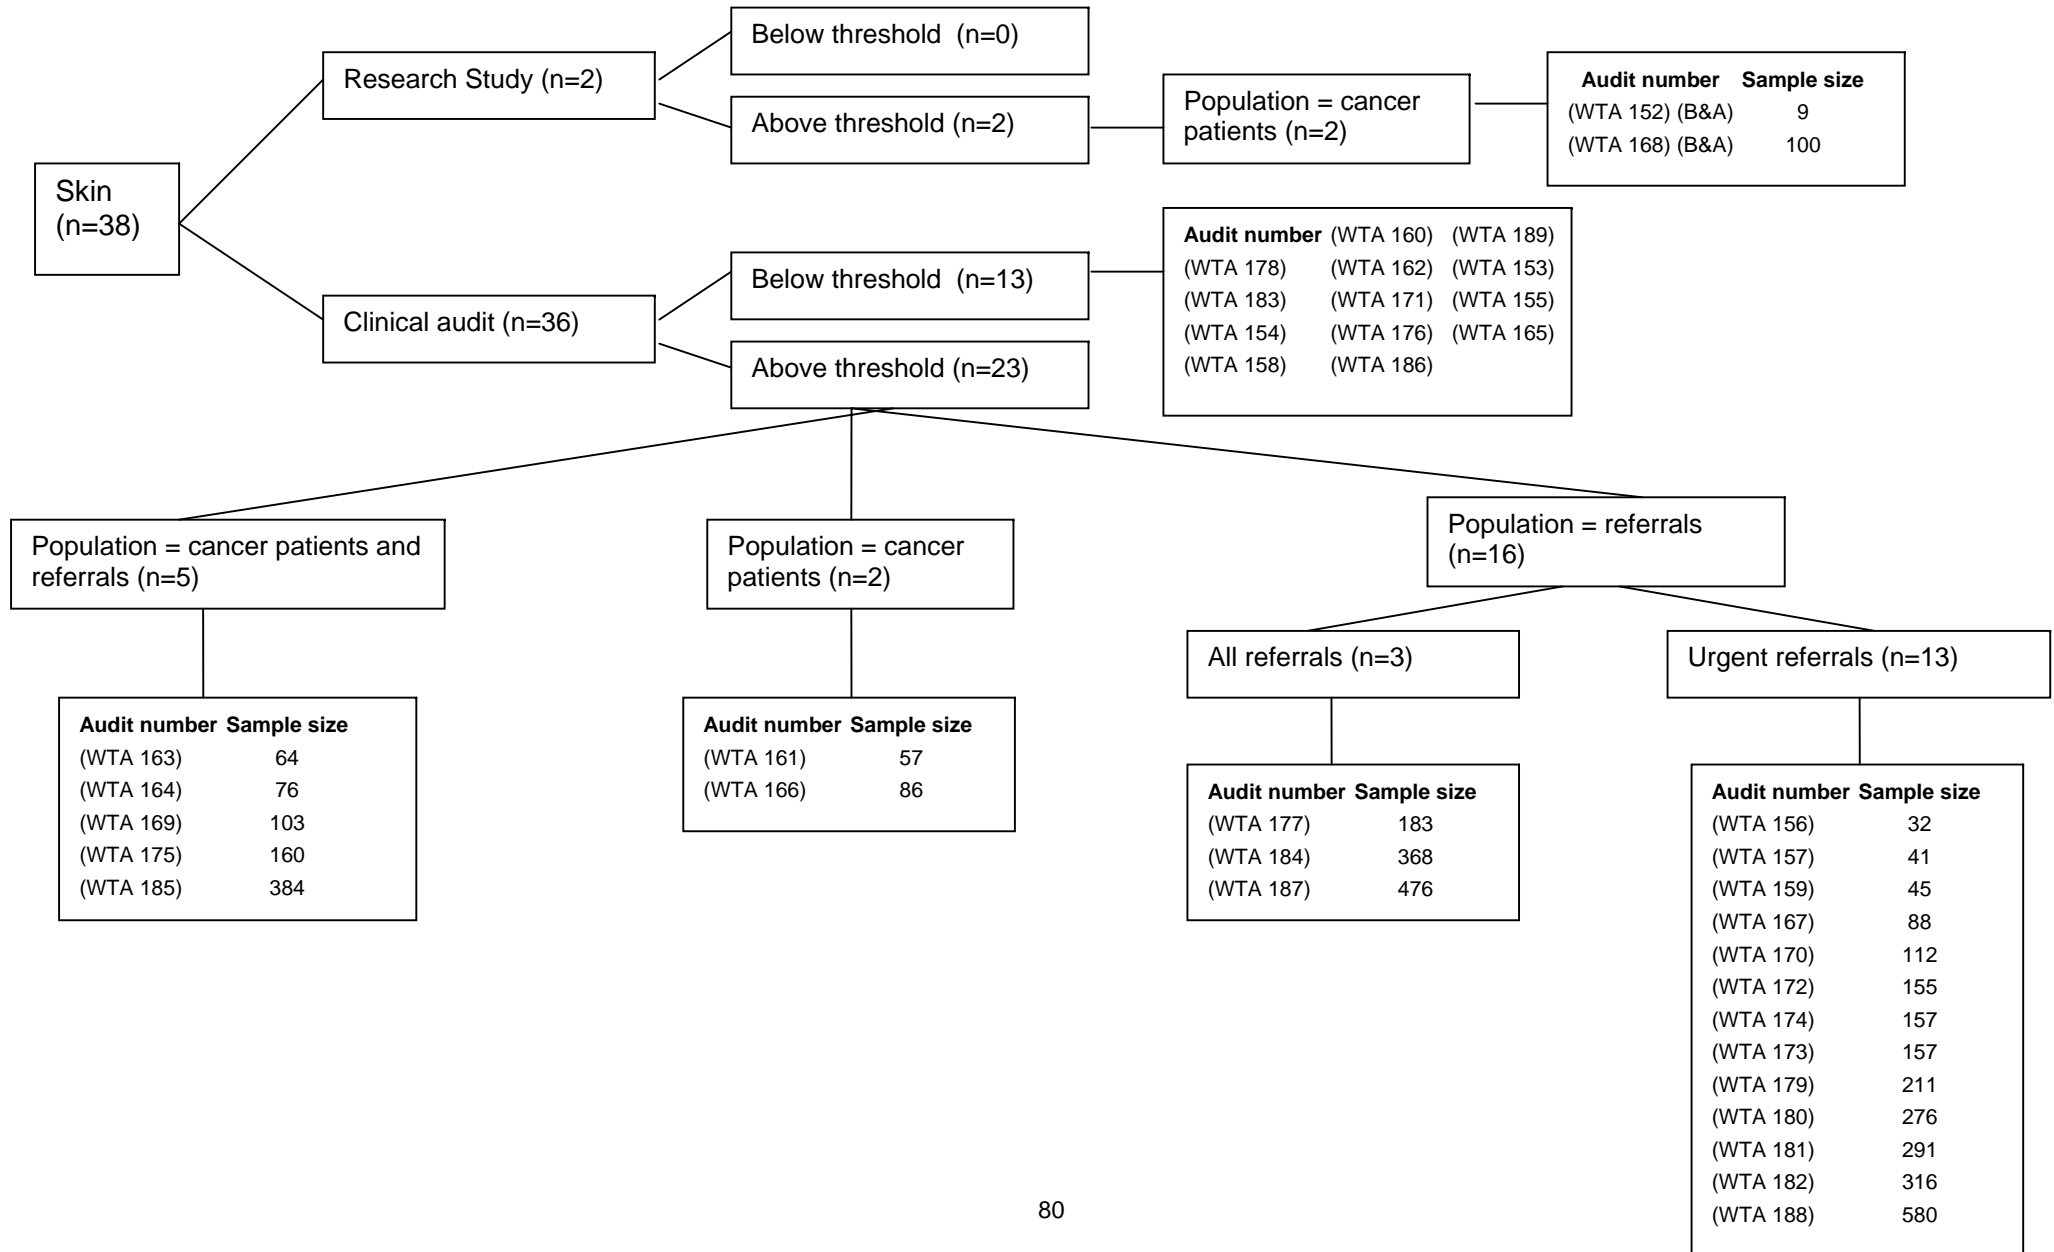 Skin
(n=38)
Research Study (n=2)
Below threshold (n=0)
Above threshold (n=2)
Population = cancer
patients (n=2)
Audit number Sample size
(WTA 152) (B&A) 9
(WTA 168) (B&A) 100
Clinical audit (n=36)
Below threshold (n=13)
Audit number (WTA 160) (WTA 189)
(WTA 178) (WTA 162) (WTA 153)
(WTA 183) (WTA 171) (WTA 155)
(WTA 154) (WTA 176) (WTA 165)
(WTA 158) (WTA 186)
Above threshold (n=23)
Population = cancer patients and
referrals (n=5)
Audit number Sample size
(WTA 163) 64
(WTA 164) 76
(WTA 169) 103
(WTA 175) 160
(WTA 185) 384
Population = cancer
patients (n=2)
Audit number Sample size
(WTA 161) 57
(WTA 166) 86
Population = referrals
(n=16)
All referrals (n=3)
Audit number Sample size
(WTA 177) 183
(WTA 184) 368
(WTA 187) 476
Urgent referrals (n=13)
Audit number Sample size
(WTA 156) 32
(WTA 157) 41
(WTA 159) 45
(WTA 167) 88
(WTA 170) 112
(WTA 172) 155
(WTA 174) 157
(WTA 173) 157
(WTA 179) 211
(WTA 180) 276
(WTA 181) 291
(WTA 182) 316
(WTA 188) 580
80